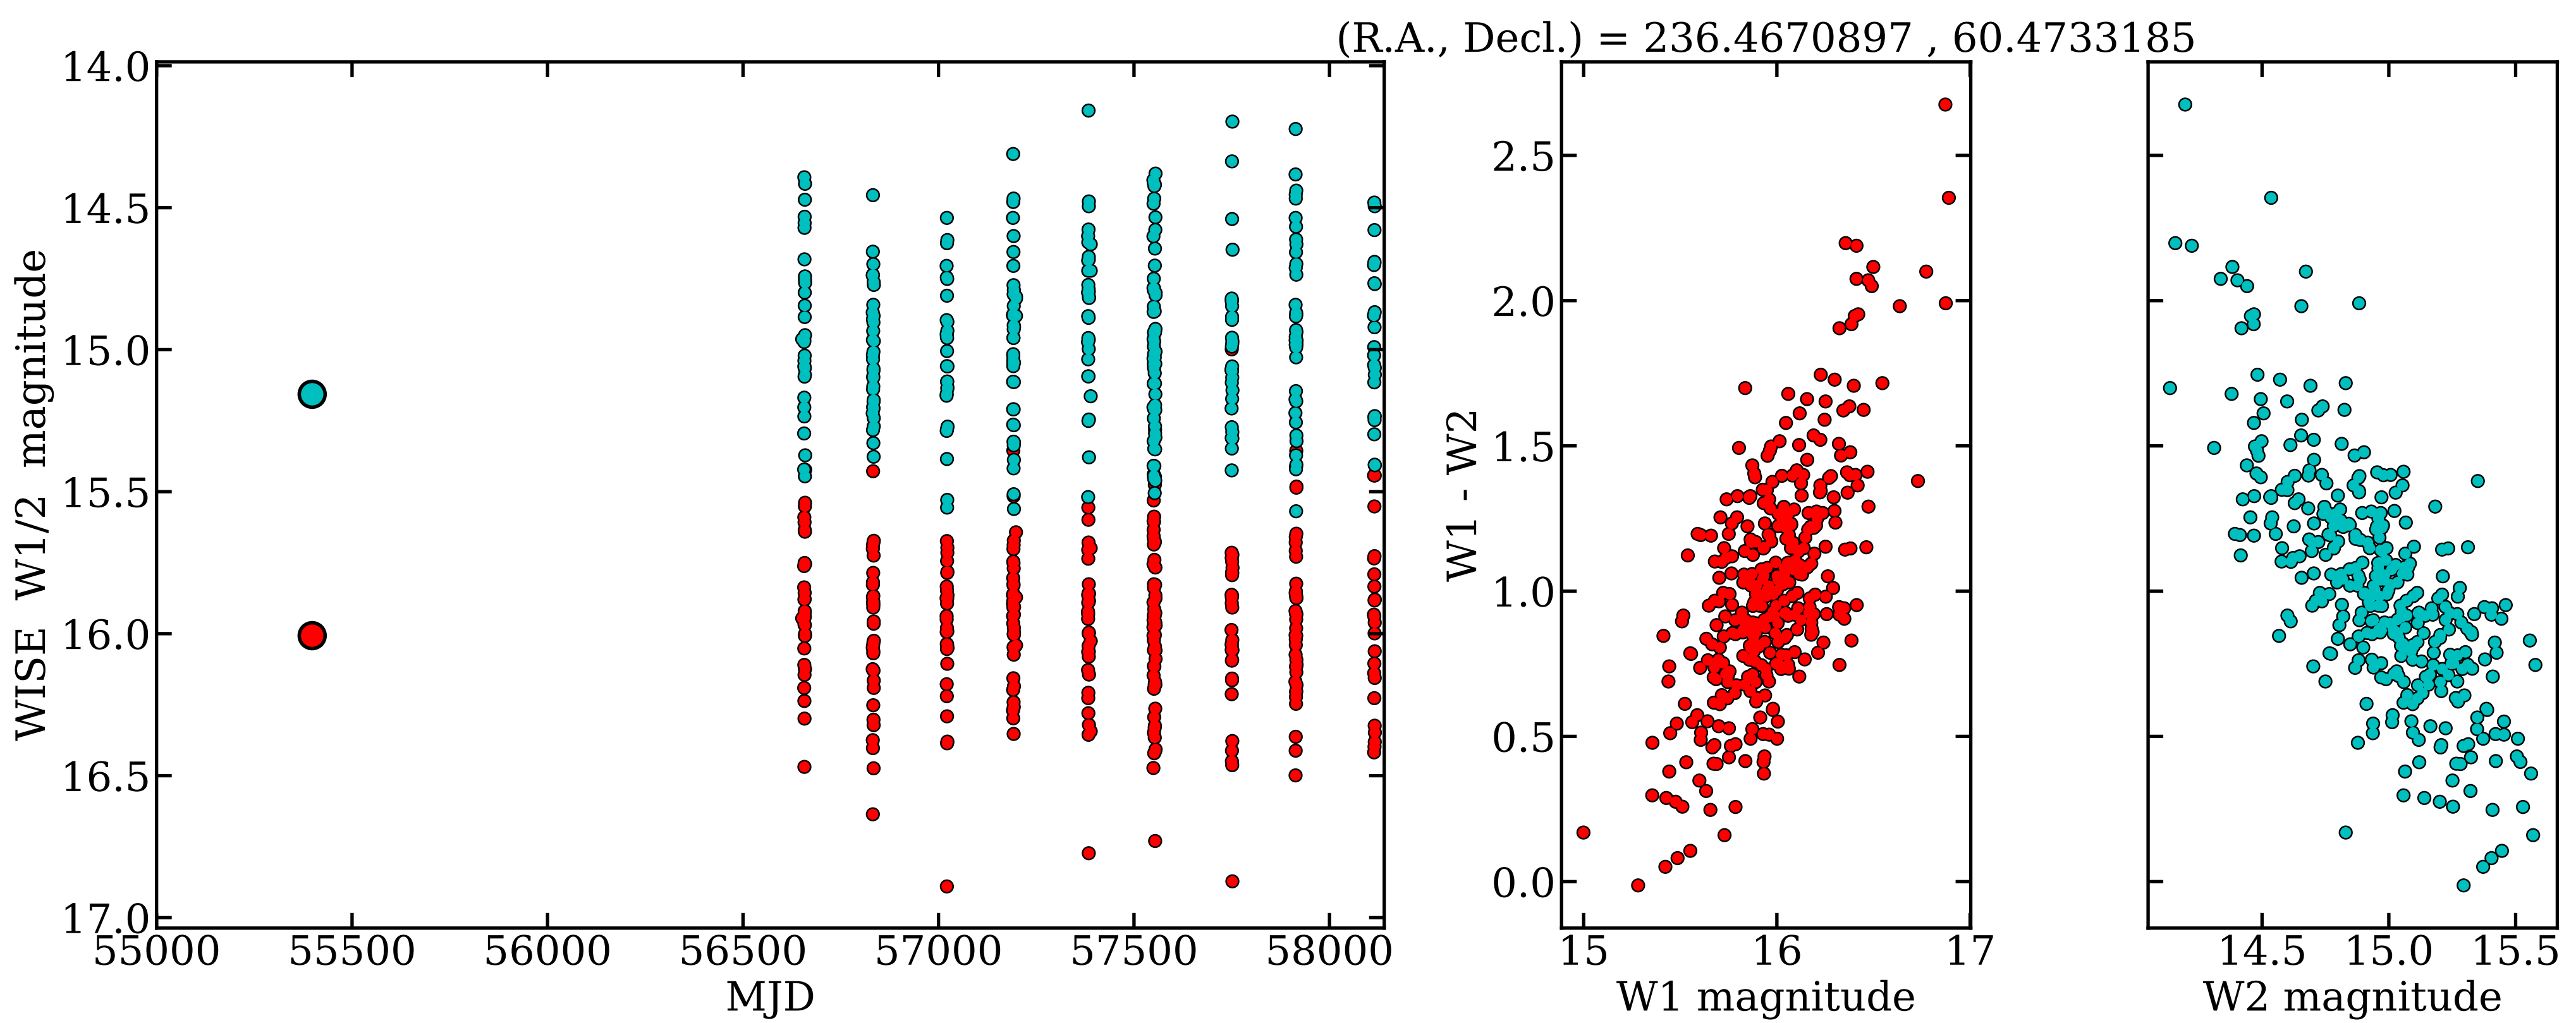 (R.A., Decl.) = 236.4670897 , 60.4733185
WISE W1/2 magnitude
14.0
14.5
15.0
15.5
16.0
16.5
17.0
55000 55500 56000 56500 57000 57500 58000
MJD
W1 - W2
2.5
2.0
1.5
1.0
0.5
0.0
15 16 17
W1 magnitude
14.5 15.0 15.5
W2 magnitude